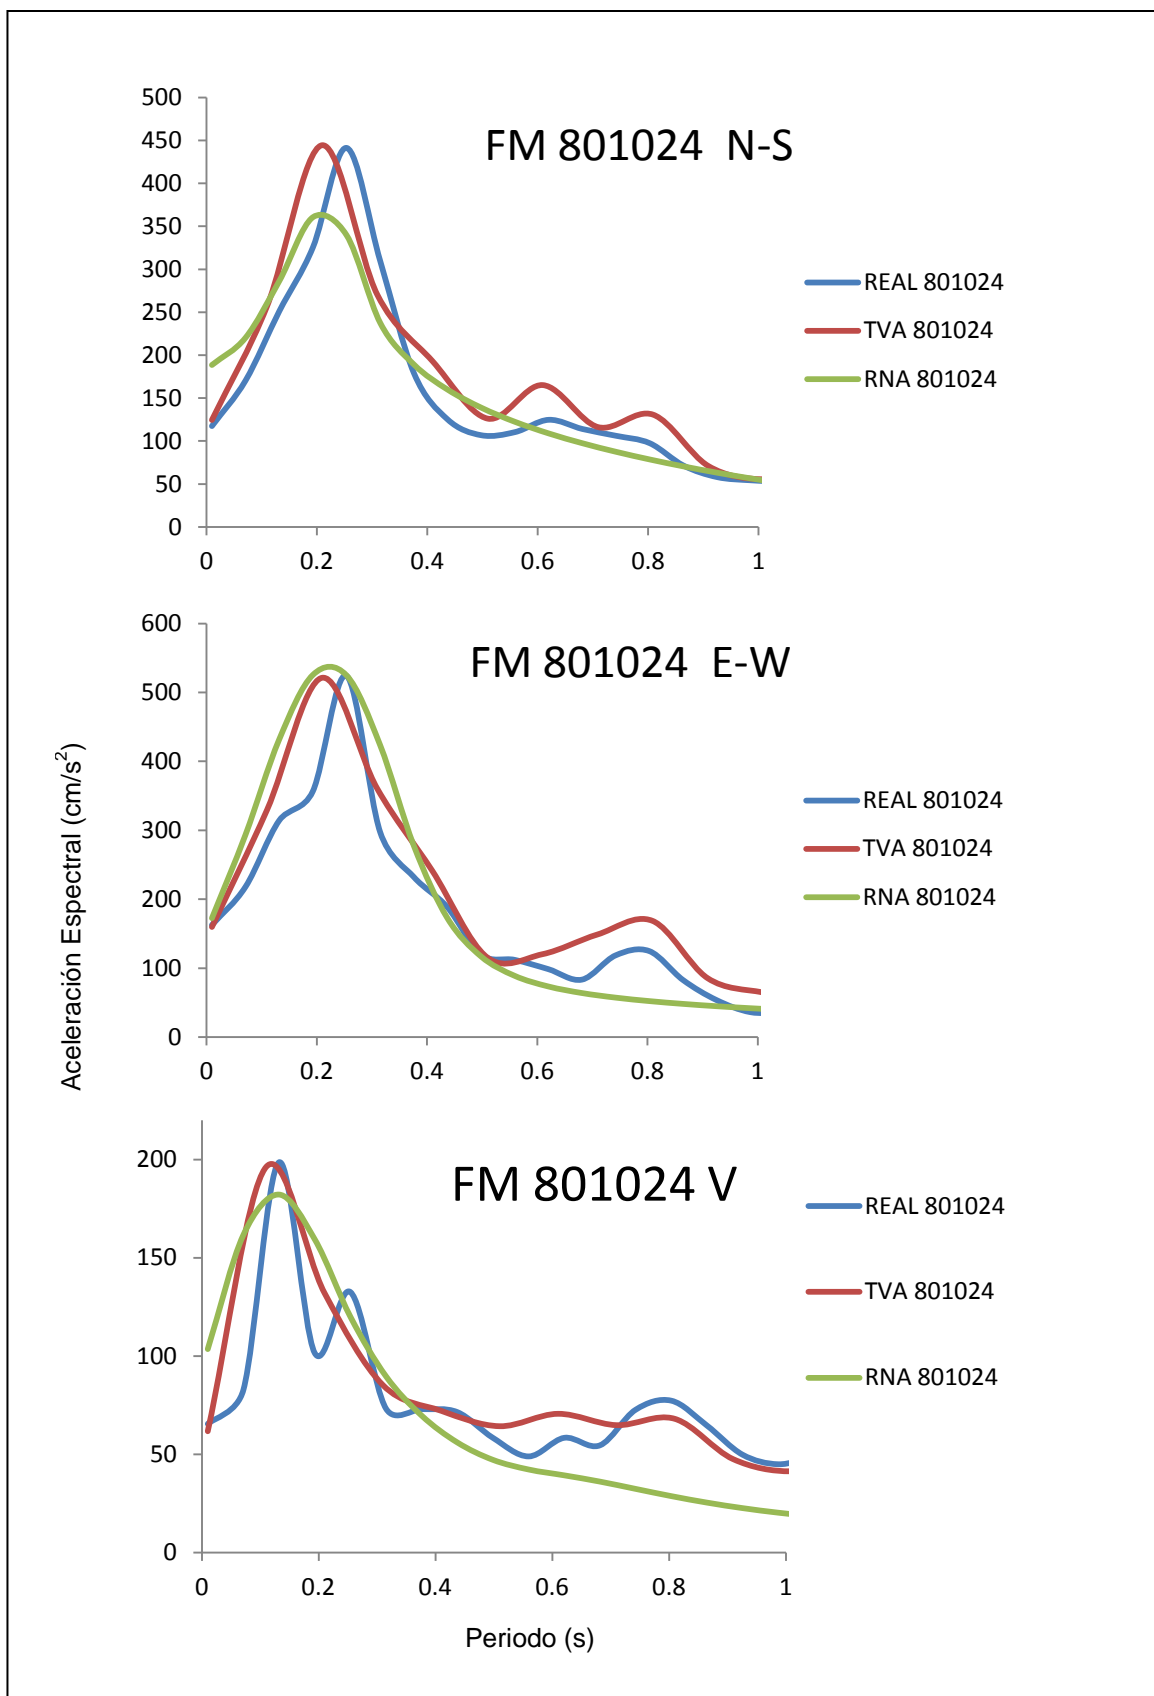 FM 801024 N-S
500
450
400
350
300
250
200
150
100
50
0
0 0.2 0.4 0.6 0.8 1
REAL 801024
TVA 801024
RNA 801024
FM 801024 E-W
600
500
400
300
200
100
0
0 0.2 0.4 0.6 0.8 1
REAL 801024
TVA 801024
RNA 801024
Aceleración Espectral (cm/s²)
FM 801024 V
200
150
100
50
0
0 0.2 0.4 0.6 0.8 1
REAL 801024
TVA 801024
RNA 801024
Periodo (s)